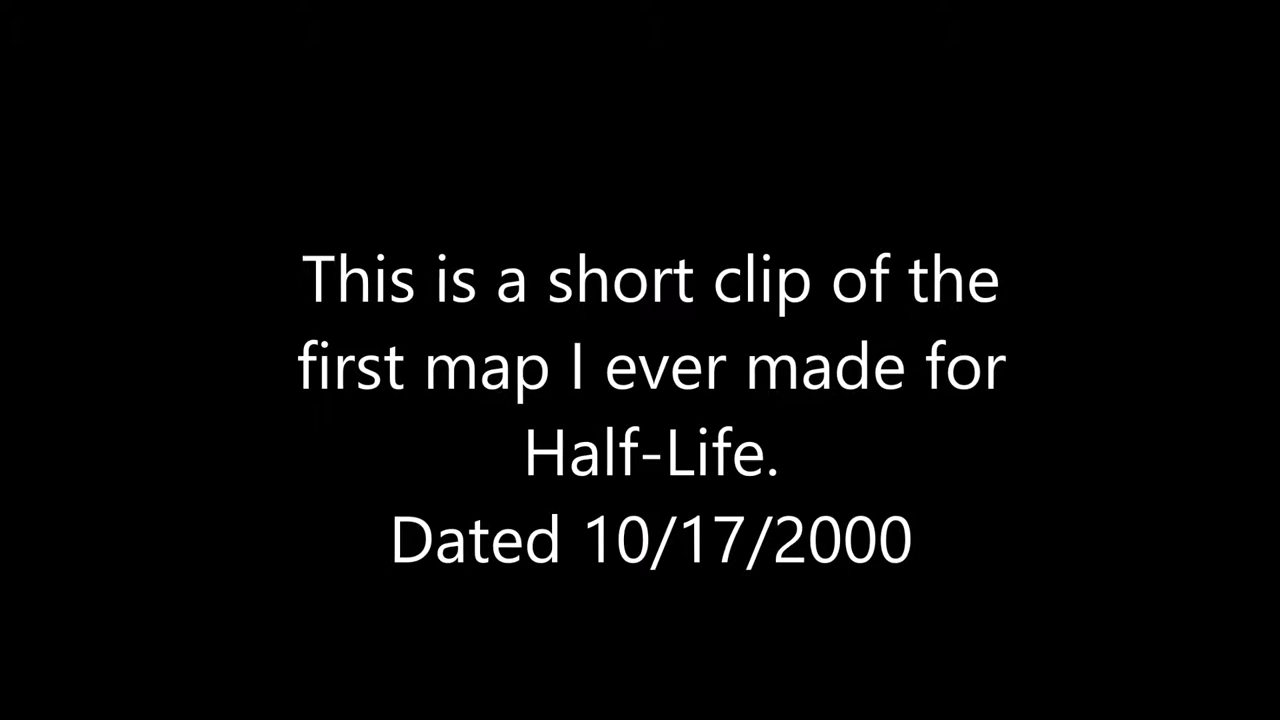 This is a short clip of the
first map I ever made for
Half-Life.
Dated 10/17/2000